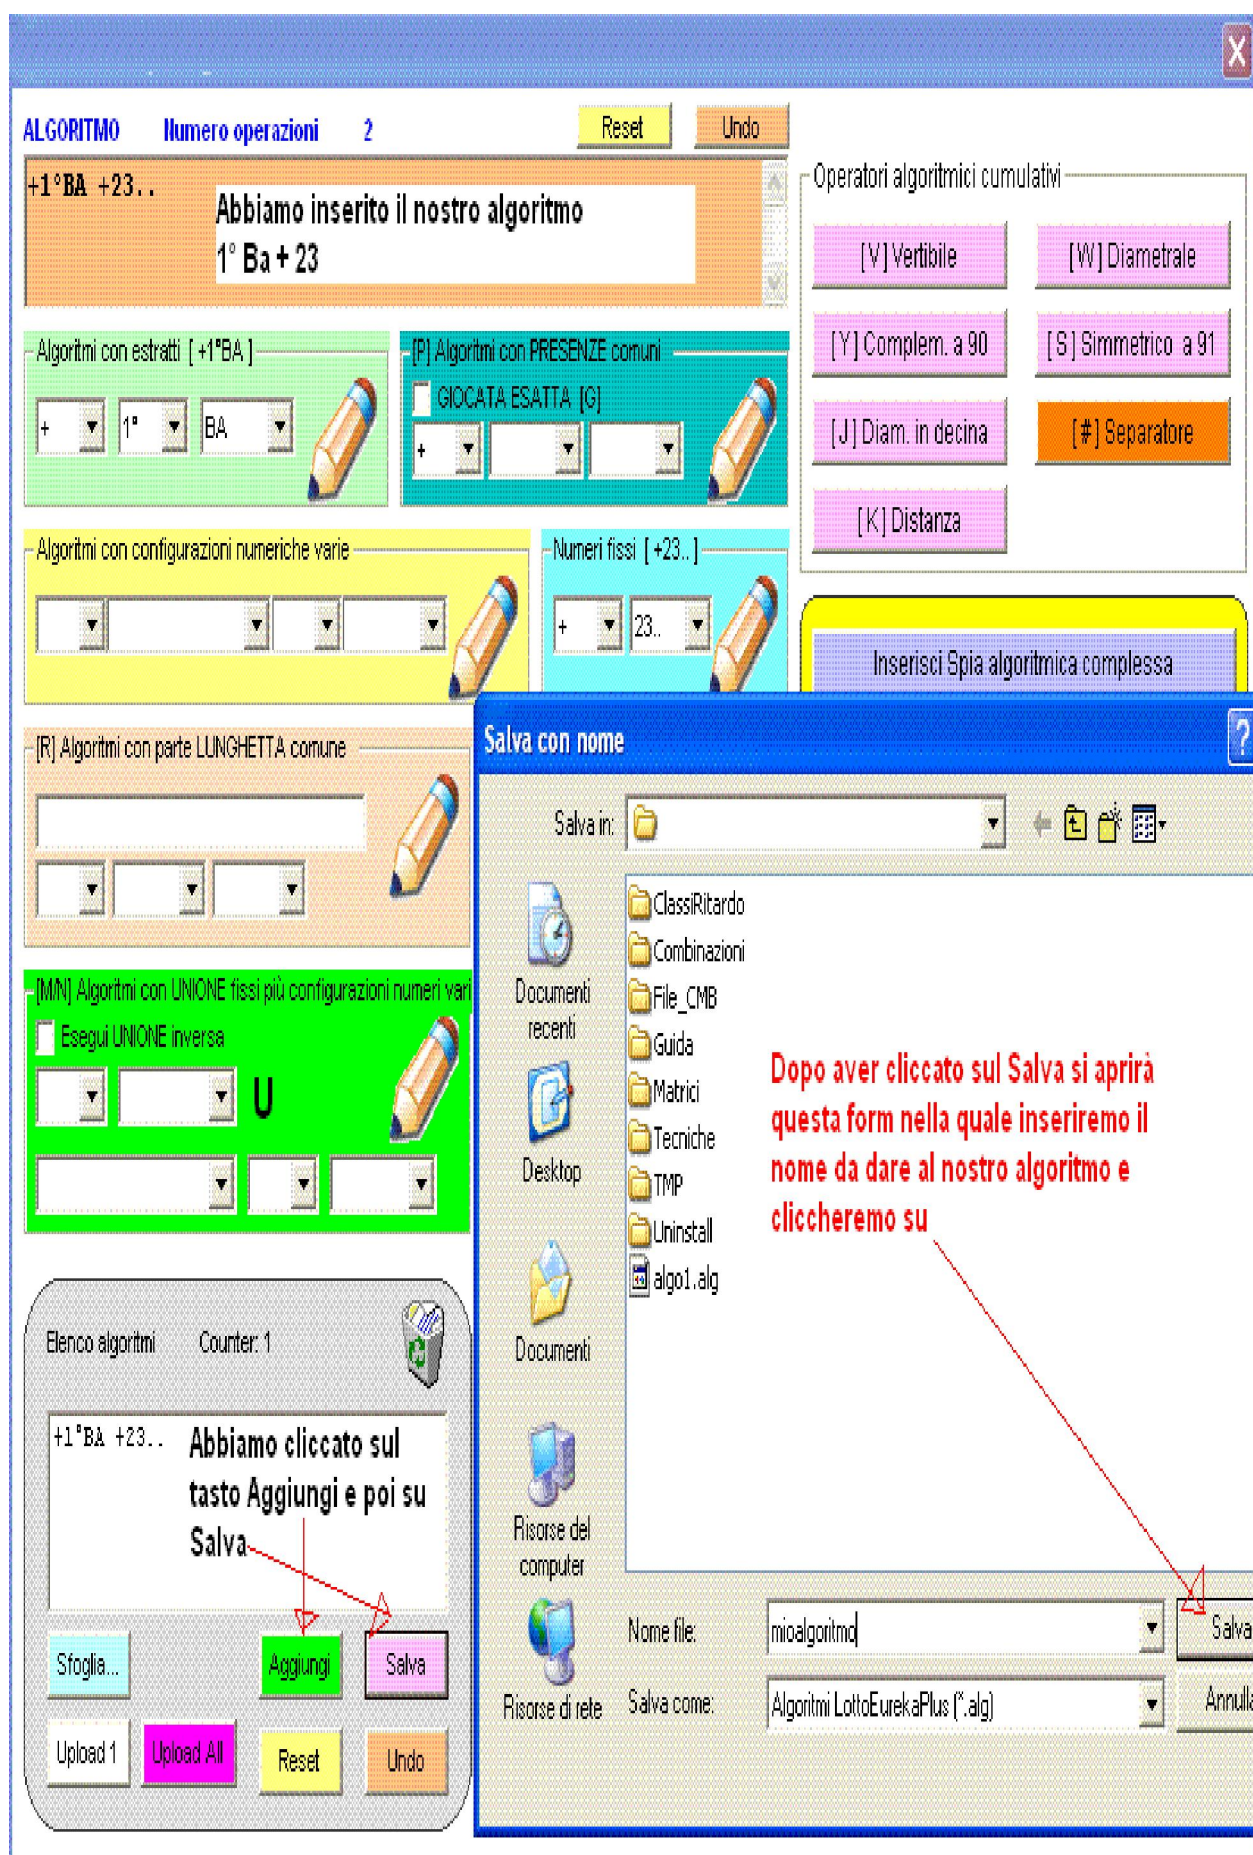 ALGORITMO Numero operazioni 2
Reset
Undo
+1°BA +23..
Abbiamo inserito il nostro algoritmo
1° Ba + 23
Operatori algoritmici cumulativi
[V] Vertibile
[W] Diametrale
[Y] Complem. a 90
[S] Simmetrico a 91
[J] Diam. in decina
[#] Separatore
[K] Distanza
Algoritmi con estratti [ +1°BA ]
+ 1° BA
[P] Algoritmi con PRESENZE comuni
GIOCATA ESATTA [G]
+
Algoritmi con configurazioni numeriche varie
Numeri fissi [ +23.. ]
+ 23..
Inserisci Spia algoritmica complessa
[R] Algoritmi con parte LUNGHETTA comune
[M/N] Algoritmi con UNIONE fissi più configurazioni numeri vari
Esegui UNIONE inversa
U
Elenco algoritmi Counter: 1
+1°BA +23..
Abbiamo cliccato sul
tasto Aggiungi e poi su
Salva
Sfoglia...
Aggiungi
Salva
Upload 1
Upload All
Reset
Undo
Salva con nome
?
Salva in:
Documenti
recenti
Desktop
Documenti
Risorse del
computer
Risorse di rete
ClassiRitardo
Combinazioni
File_CMB
Guida
Matrici
Tecniche
TMP
Uninstall
algo1.alg
Dopo aver cliccato sul Salva si aprirà
questa form nella quale inseriremo il
nome da dare al nostro algoritmo e
cliccheremo su
Nome file:
mioalgoritmo
Salva
Salva come:
Algoritmi LottoEurekaPlus (*.alg)
Annulla